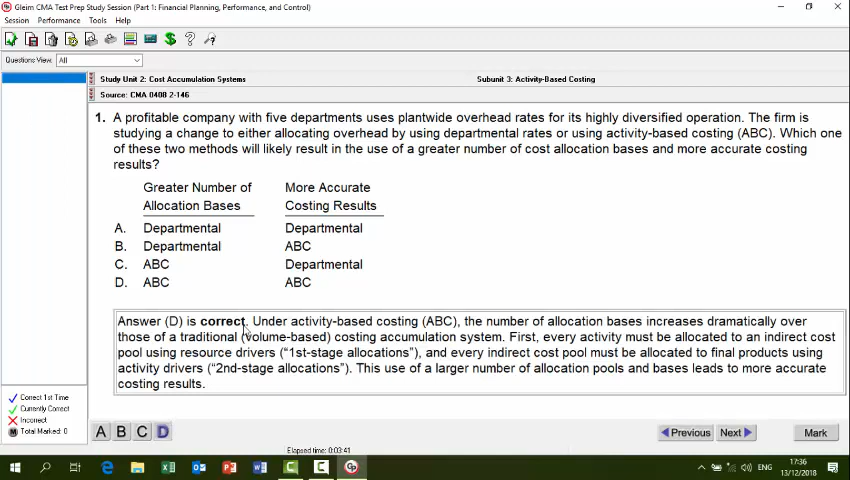 Gleim CMA Test Prep Study Session (Part 1: Financial Planning, Performance, and Control)
Session Performance Tools Help
Questions View: All
Study Unit 2: Cost Accumulation Systems Subunit 3: Activity-Based Costing
Source: CMA 0408 2-146
1. A profitable company with five departments uses plantwide overhead rates for its highly diversified operation. The firm is
studying a change to either allocating overhead by using departmental rates or using activity-based costing (ABC). Which one
of these two methods will likely result in the use of a greater number of cost allocation bases and more accurate costing
results?
Greater Number of More Accurate
Allocation Bases Costing Results
A. Departmental Departmental
B. Departmental ABC
C. ABC Departmental
D. ABC ABC
Answer (D) is correct. Under activity-based costing (ABC), the number of allocation bases increases dramatically over
those of a traditional (volume-based) costing accumulation system. First, every activity must be allocated to an indirect cost
pool using resource drivers ("1st-stage allocations"), and every indirect cost pool must be allocated to final products using
activity drivers ("2nd-stage allocations"). This use of a larger number of allocation pools and bases leads to more accurate
costing results.
Correct 1st Time
Currently Correct
Incorrect
M Total Marked: 0
A B C D Previous Next Mark
Elapsed time: 0:03:41
ENG 17:36
13/12/2018